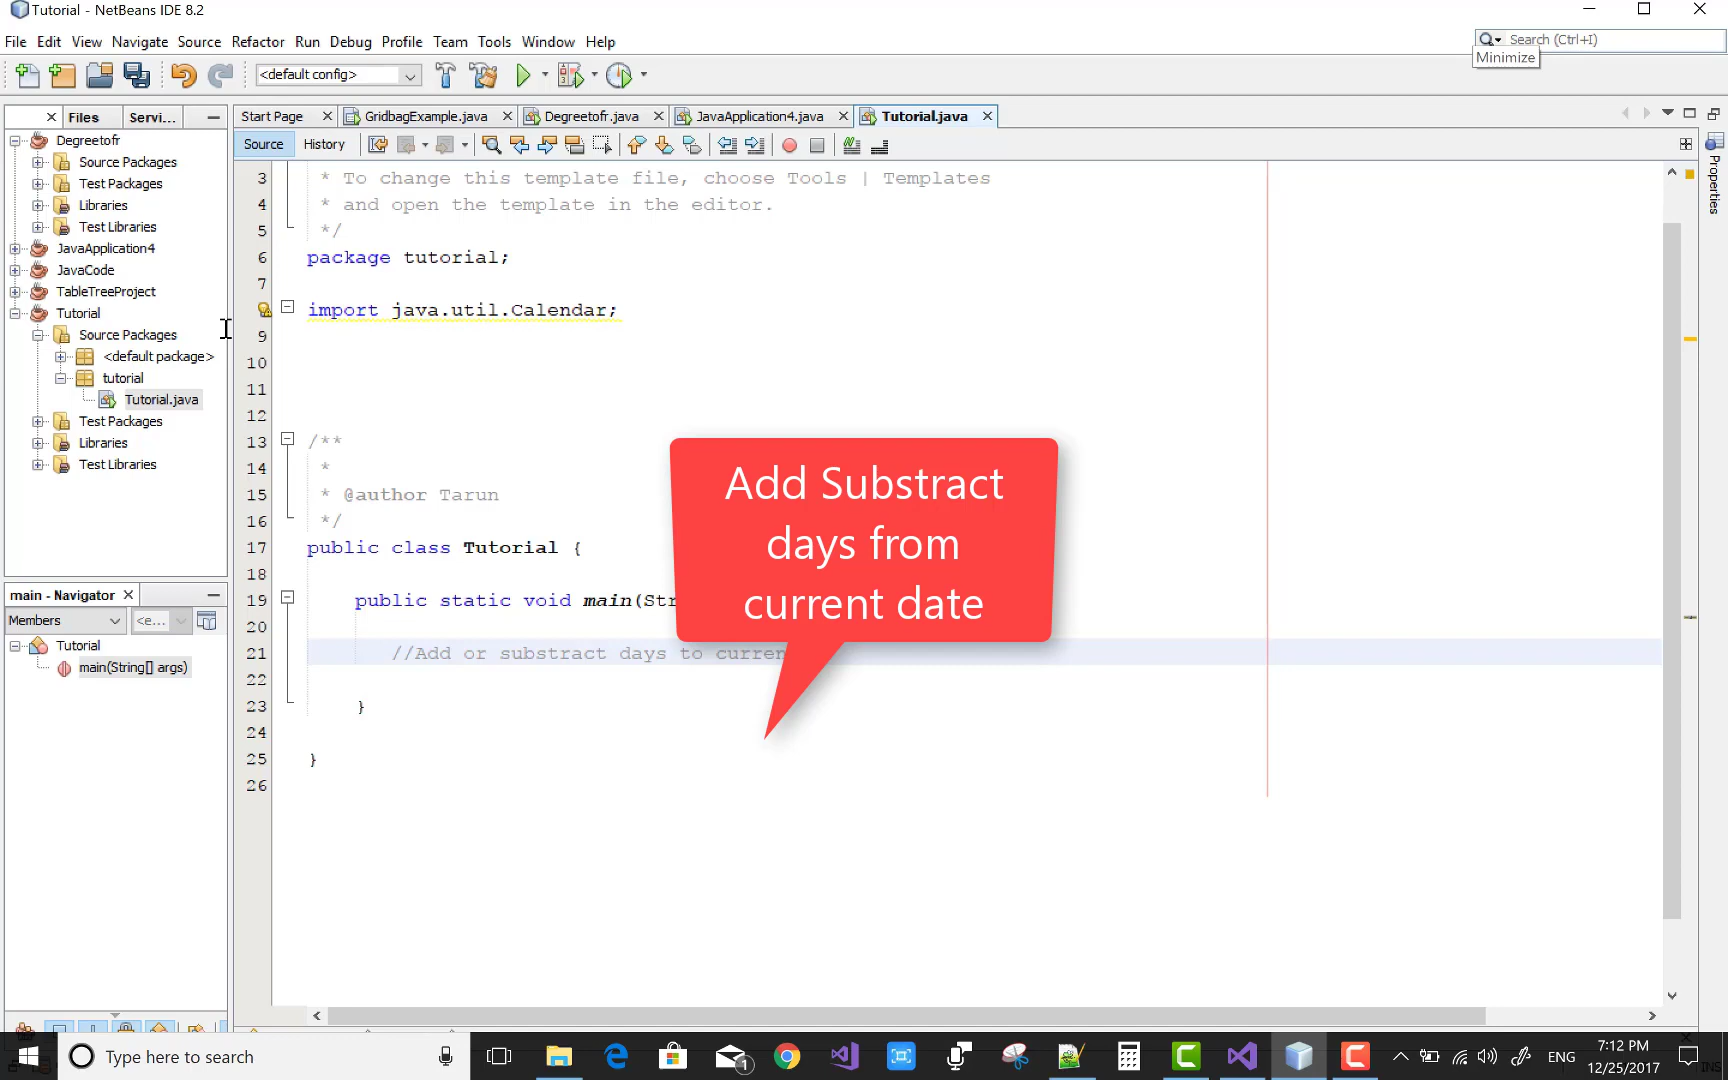 Tutorial - NetBeans IDE 8.2
File Edit View Navigate Source Refactor Run Debug Profile Team Tools Window Help
Search (Ctrl+I)
Minimize
<default config>
Files Servi...
Start Page GridbagExample.java Degreetofr.java JavaApplication4.java Tutorial.java
Source History
Properties
Degreetofr
Source Packages
Test Packages
Libraries
Test Libraries
JavaApplication4
JavaCode
TableTreeProject
Tutorial
Source Packages
<default package>
tutorial
Tutorial.java
Test Packages
Libraries
Test Libraries
main - Navigator
Members <e...
Tutorial
main(String[] args)
3 * To change this template file, choose Tools | Templates
4 * and open the template in the editor.
5 */
6 package tutorial;
7
import java.util.Calendar;
9
10
11
12
13 /**
14 *
15 * @author Tarun
16 */
17 public class Tutorial {
18
19 public static void main(Str
20
21 //Add or substract days to curren
22
23 }
24
25 }
26
Add Substract
days from
current date
Type here to search
1
ENG
7:12 PM
12/25/2017
INS